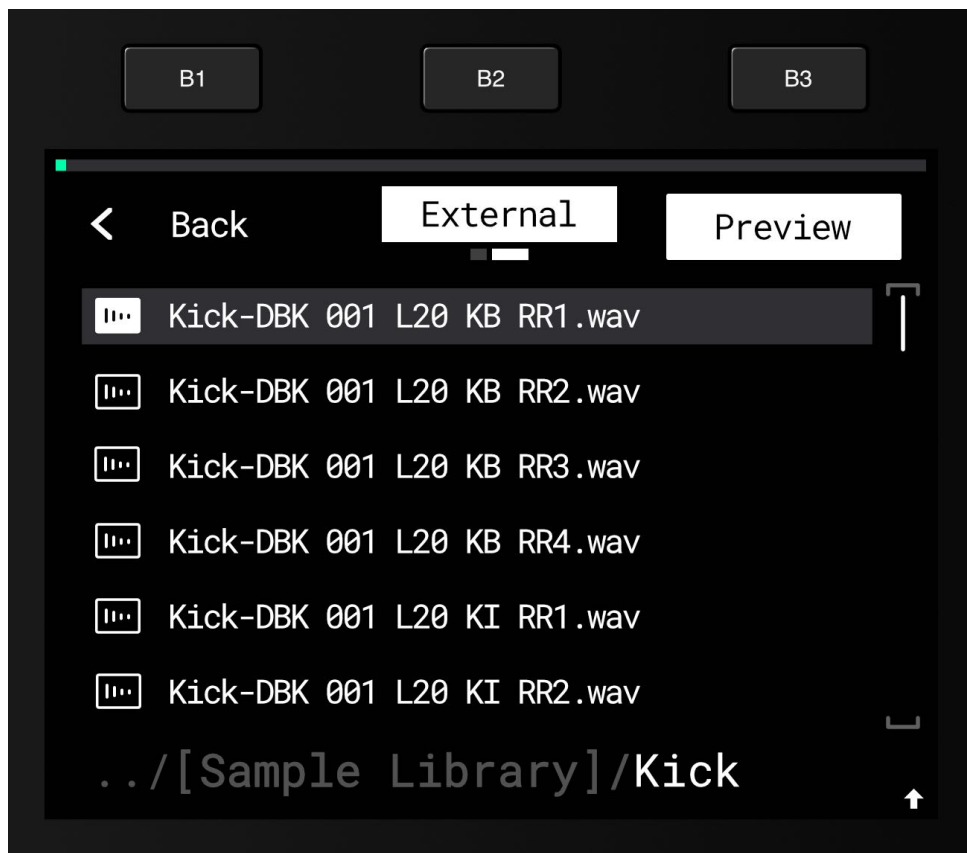 B1 B2 B3
Back External Preview
Kick-DBK 001 L20 KB RR1.wav
Kick-DBK 001 L20 KB RR2.wav
Kick-DBK 001 L20 KB RR3.wav
Kick-DBK 001 L20 KB RR4.wav
Kick-DBK 001 L20 KI RR1.wav
Kick-DBK 001 L20 KI RR2.wav
../[Sample Library]/Kick